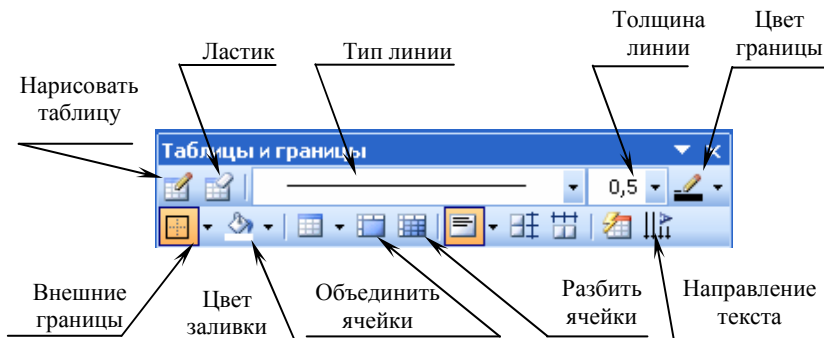 Ластик
Тип линии
Толщина
линии
Цвет
границы
Нарисовать
таблицу
Таблицы и границы
0,5
Внешние
границы
Цвет
заливки
Объединить
ячейки
Разбить
ячейки
Направление
текста